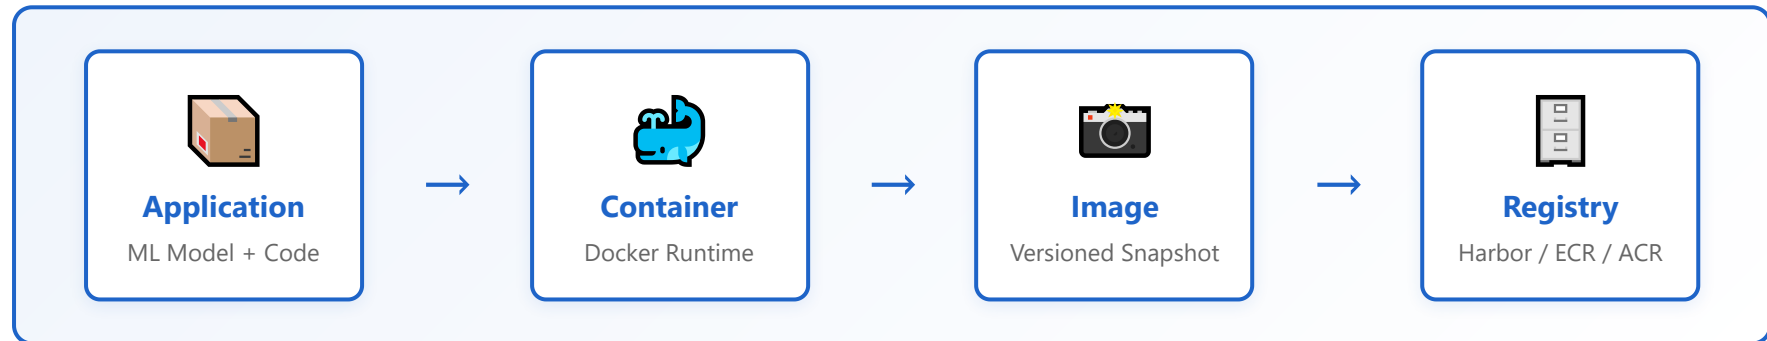 Application
ML Model + Code
→
Container
Docker Runtime
→
Image
Versioned Snapshot
→
Registry
Harbor / ECR / ACR